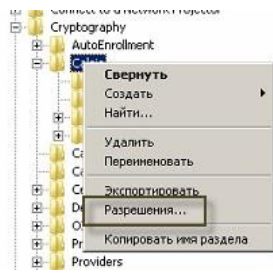 Cryptography
AutoEnrollment
Свернуть
Создать
Найти...
Удалить
Переименовать
Экспортировать
Разрешения...
Копировать имя раздела
Providers